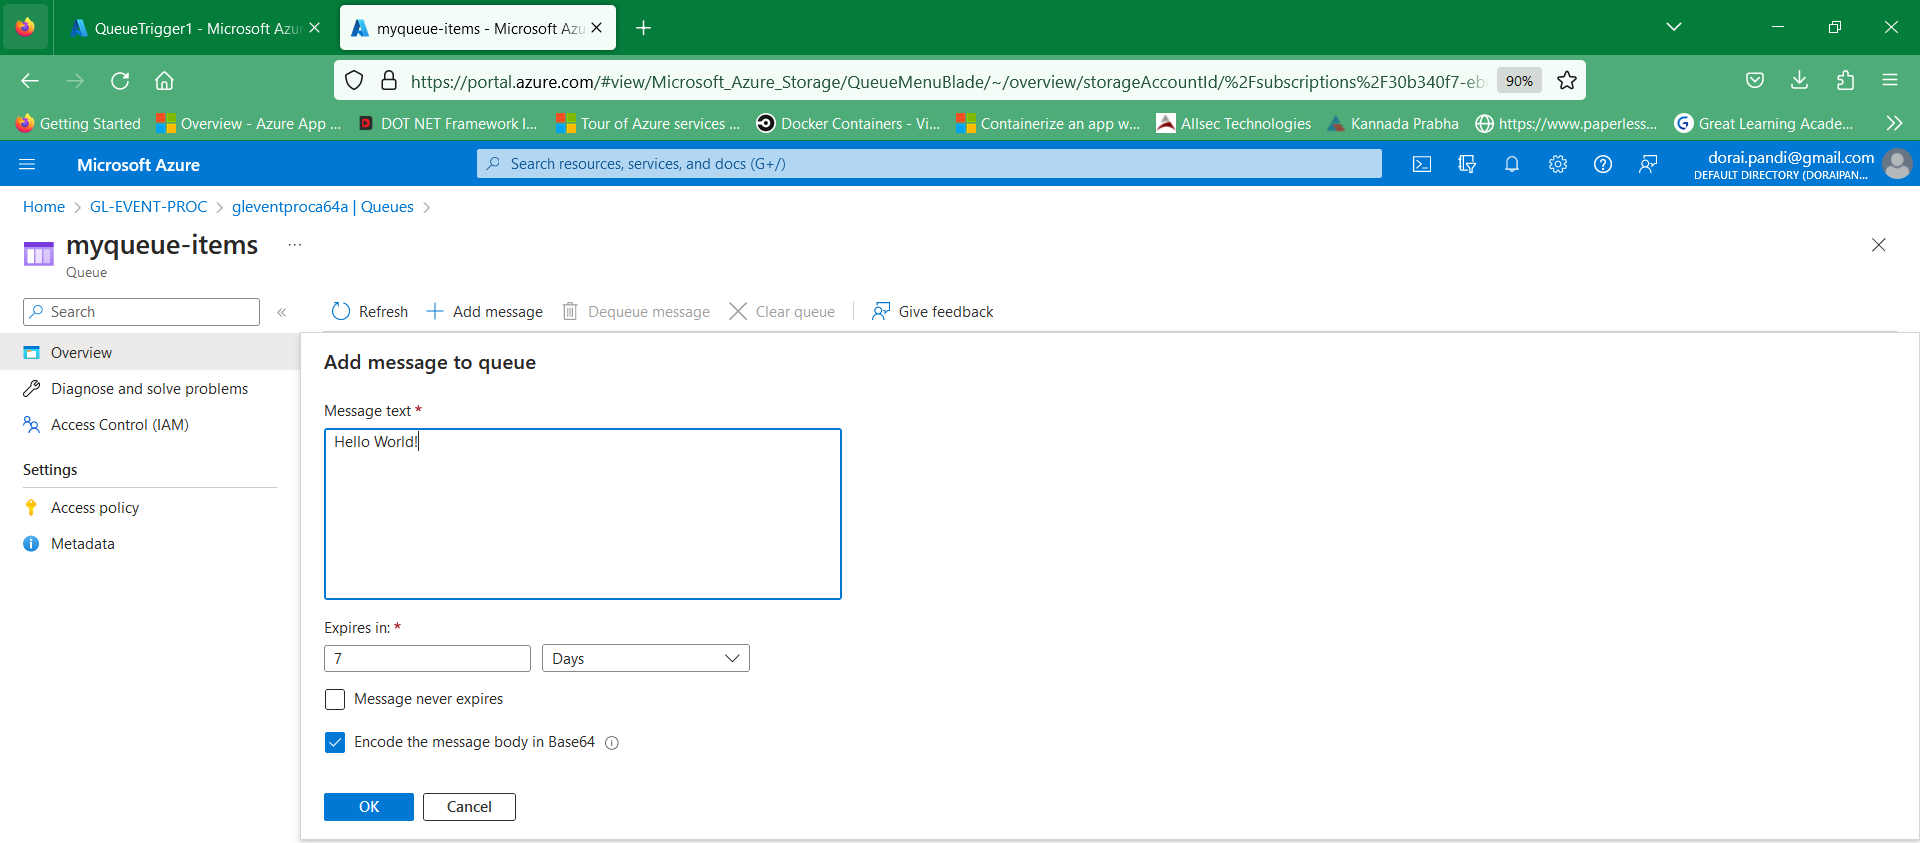 QueueTrigger1 - Microsoft Azur
myqueue-items - Microsoft Azu
https://portal.azure.com/#view/Microsoft_Azure_Storage/QueueMenuBlade/~/overview/storageAccountId/%2Fsubscriptions%2F30b340f7-eb
90%
Getting Started
Overview - Azure App ...
DOT NET Framework I...
Tour of Azure services ...
Docker Containers - Vi...
Containerize an app w...
Allsec Technologies
Kannada Prabha
https://www.paperless...
Great Learning Acade...
Microsoft Azure
Search resources, services, and docs (G+/)
dorai.pandi@gmail.com
DEFAULT DIRECTORY (DORAIPAN...
Home > GL-EVENT-PROC > gleventproca64a | Queues >
myqueue-items ...
Queue
Search
«
Refresh
Add message
Dequeue message
Clear queue
Give feedback
Overview
Diagnose and solve problems
Access Control (IAM)
Settings
Access policy
Metadata
Add message to queue
Message text *
Hello World!
Expires in: *
7
Days
Message never expires
Encode the message body in Base64
OK
Cancel